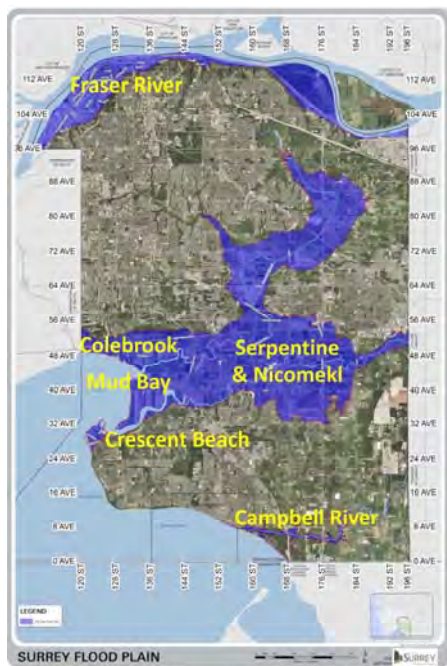 120 ST
128 ST
136 ST
144 ST
152 ST
160 ST
168 ST
176 ST
184 ST
192 ST
196 ST
112 AVE
104 AVE
96 AVE
88 AVE
80 AVE
72 AVE
64 AVE
56 AVE
48 AVE
40 AVE
32 AVE
24 AVE
16 AVE
8 AVE
0 AVE
Fraser River
112 AVE
104 AVE
96 AVE
88 AVE
80 AVE
72 AVE
64 AVE
56 AVE
48 AVE
40 AVE
32 AVE
24 AVE
16 AVE
8 AVE
0 AVE
Colebrook
Serpentine
& Nicomekl
Mud Bay
Crescent Beach
Campbell River
120 ST
128 ST
136 ST
144 ST
152 ST
160 ST
168 ST
176 ST
184 ST
192 ST
196 ST
LEGEND
SURREY FLOOD PLAIN
SURREY